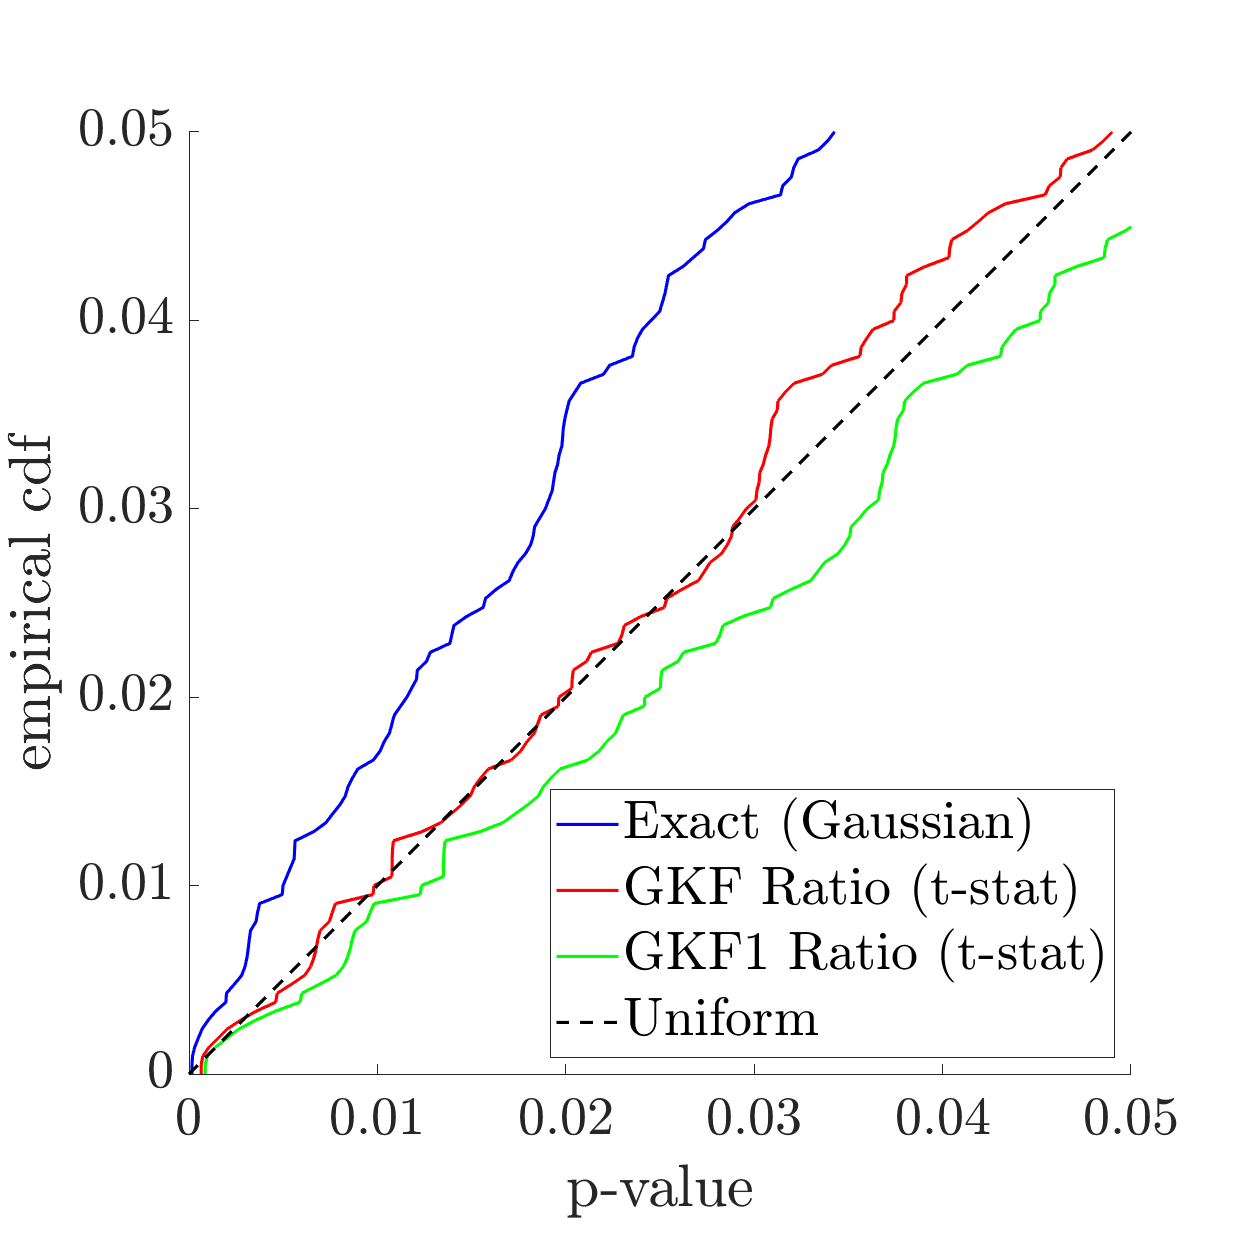 0.05
0.04
0.03
0.02
0.01
0
empirical cdf
Exact (Gaussian)
GKF Ratio (t-stat)
GKF1 Ratio (t-stat)
Uniform
0 0.01 0.02 0.03 0.04 0.05
p-value